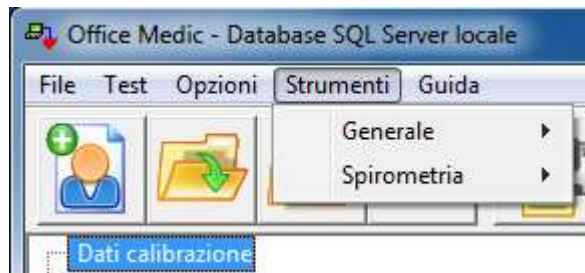 Office Medic - Database SQL Server locale
File Test Opzioni Strumenti Guida
Generale
Spirometria
Dati calibrazione